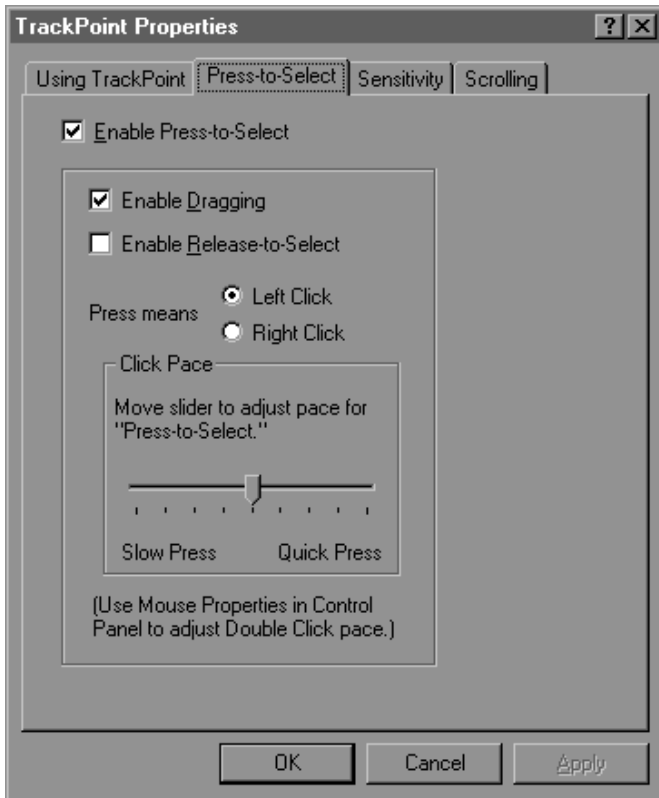 TrackPoint Properties
Using TrackPoint Press-to-Select Sensitivity Scrolling
Enable Press-to-Select
Enable Dragging
Enable Release-to-Select
Press means
Left Click
Right Click
Click Pace
Move slider to adjust pace for
"Press-to-Select."
Slow Press Quick Press
(Use Mouse Properties in Control
Panel to adjust Double Click pace.)
OK Cancel Apply